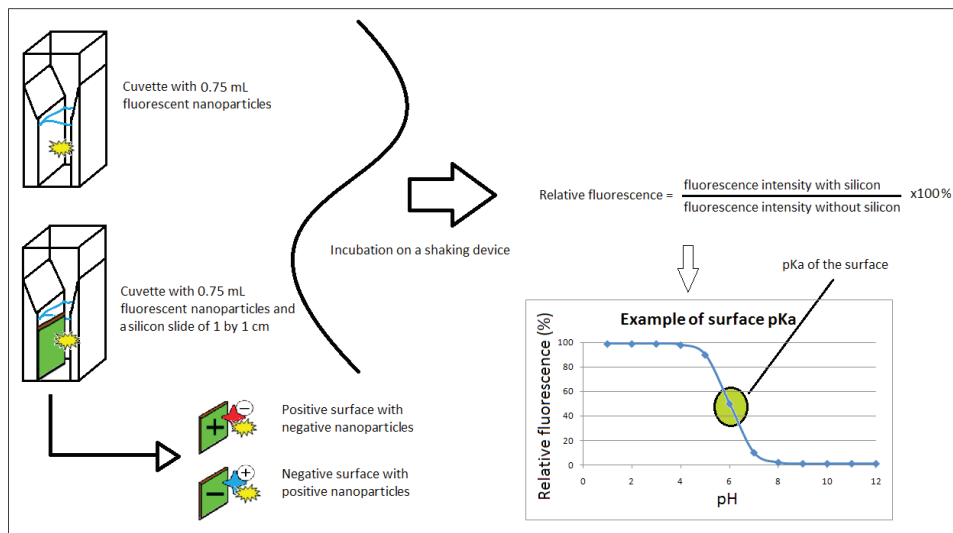 Cuvette with 0.75 mL
fluorescent nanoparticles
Cuvette with 0.75 mL
fluorescent nanoparticles and
a silicon slide of 1 by 1 cm
+
−
Positive surface with
negative nanoparticles
−
+
Negative surface with
positive nanoparticles
Incubation on a shaking device
Relative fluorescence = fluorescence intensity with silicon x100%
fluorescence intensity without silicon
pKa of the surface
Example of surface pKa
Relative fluorescence (%)
100
80
60
40
20
0
0 2 4 6 8 10 12
pH